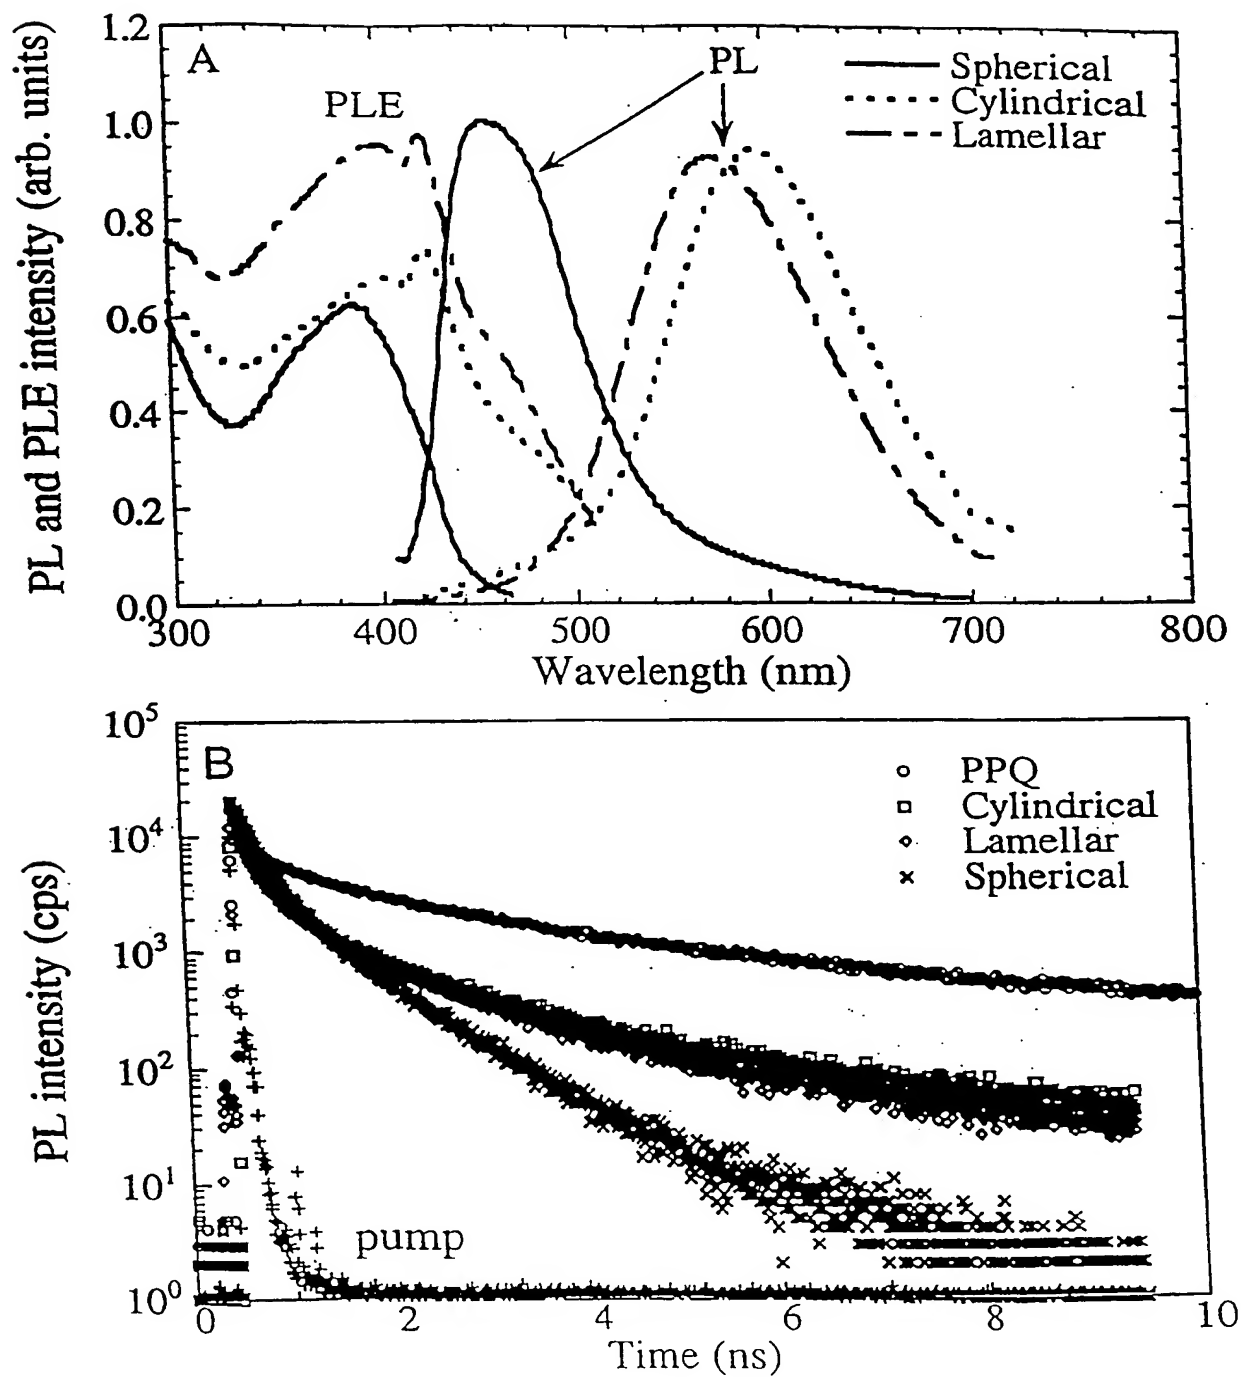 PL and PLE intensity (arb. units)
1.2
1.0
0.8
0.6
0.4
0.2
0.0
A
PLE
PL
Spherical
Cylindrical
Lamellar
300 400 500 600 700 800
Wavelength (nm)
PL intensity (cps)
10⁵
10⁴
10³
10²
10¹
10⁰
B
PPQ
Cylindrical
Lamellar
Spherical
pump
0 2 4 6 8 10
Time (ns)